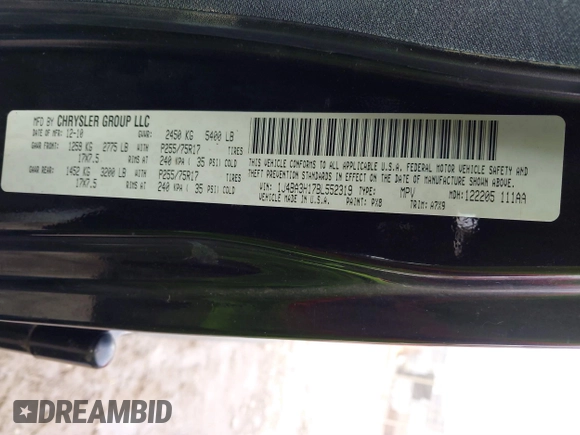 MFD BY CHRYSLER GROUP LLC
DATE OF MFR: 12-10 GVWR: 2450 KG 5400 LB
GAWR FRONT: 1259 KG 2775 LB WITH P255/75R17 TIRES
17X7.5 RIMS AT 240 KPA ( 35 PSI) COLD
GAWR REAR: 1452 KG 3200 LB WITH P255/75R17 TIRES
17X7.5 RIMS AT 240 KPA ( 35 PSI) COLD
THIS VEHICLE CONFORMS TO ALL APPLICABLE U.S.A. FEDERAL MOTOR VEHICLE SAFETY AND
THEFT PREVENTION STANDARDS IN EFFECT ON THE DATE OF MANUFACTURE SHOWN ABOVE.
VIN: 1J4BA3H17BL552319 TYPE: MPV MDH: 122205 111AA
VEHICLE MADE IN U.S.A. PAINT: PX8 TRIM: A7X9
DREAMBID